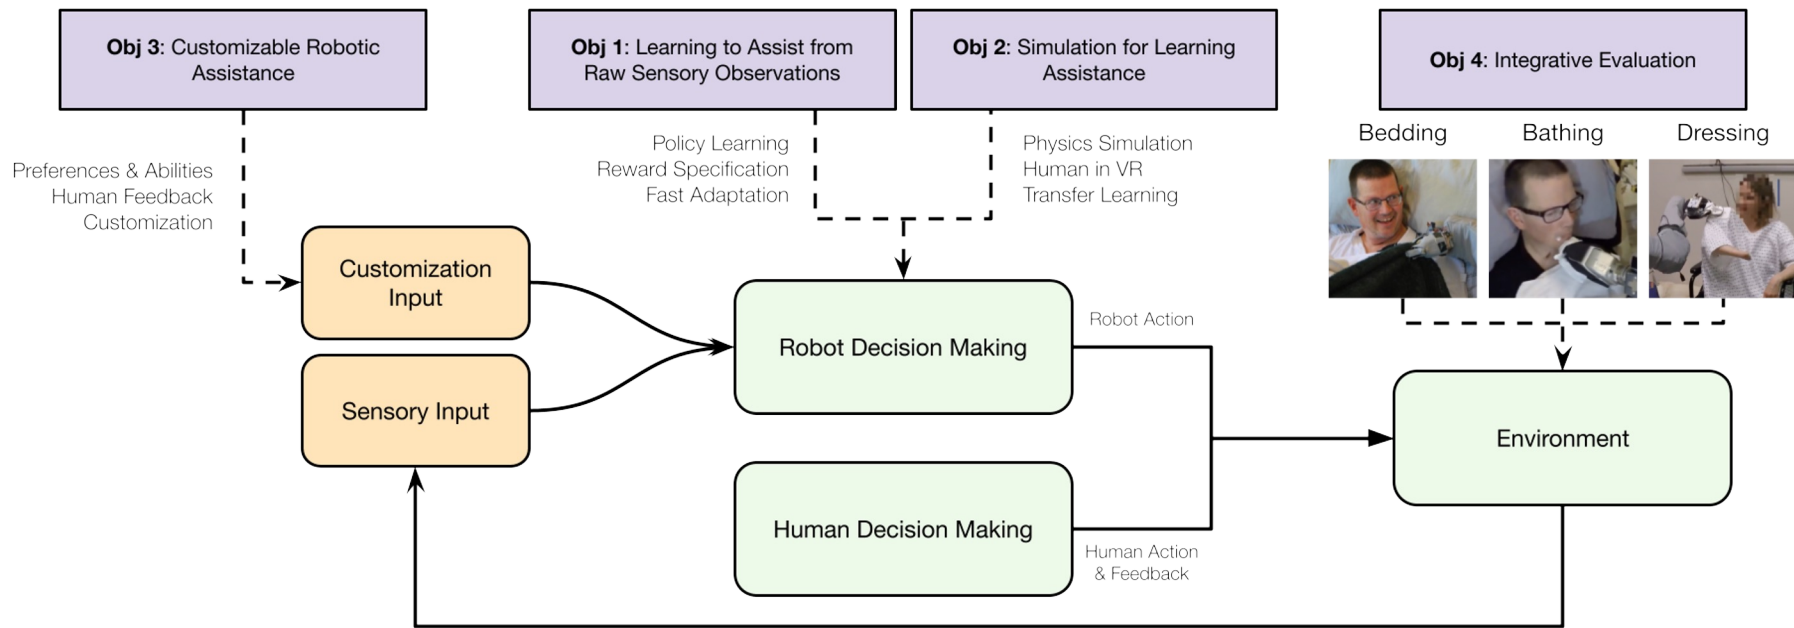 Obj 3: Customizable Robotic
Assistance
Obj 1: Learning to Assist from
Raw Sensory Observations
Obj 2: Simulation for Learning
Assistance
Obj 4: Integrative Evaluation
Preferences & Abilities
Human Feedback
Customization
Policy Learning
Reward Specification
Fast Adaptation
Physics Simulation
Human in VR
Transfer Learning
Bedding
Bathing
Dressing
Customization
Input
Sensory Input
Robot Decision Making
Robot Action
Human Decision Making
Human Action
& Feedback
Environment